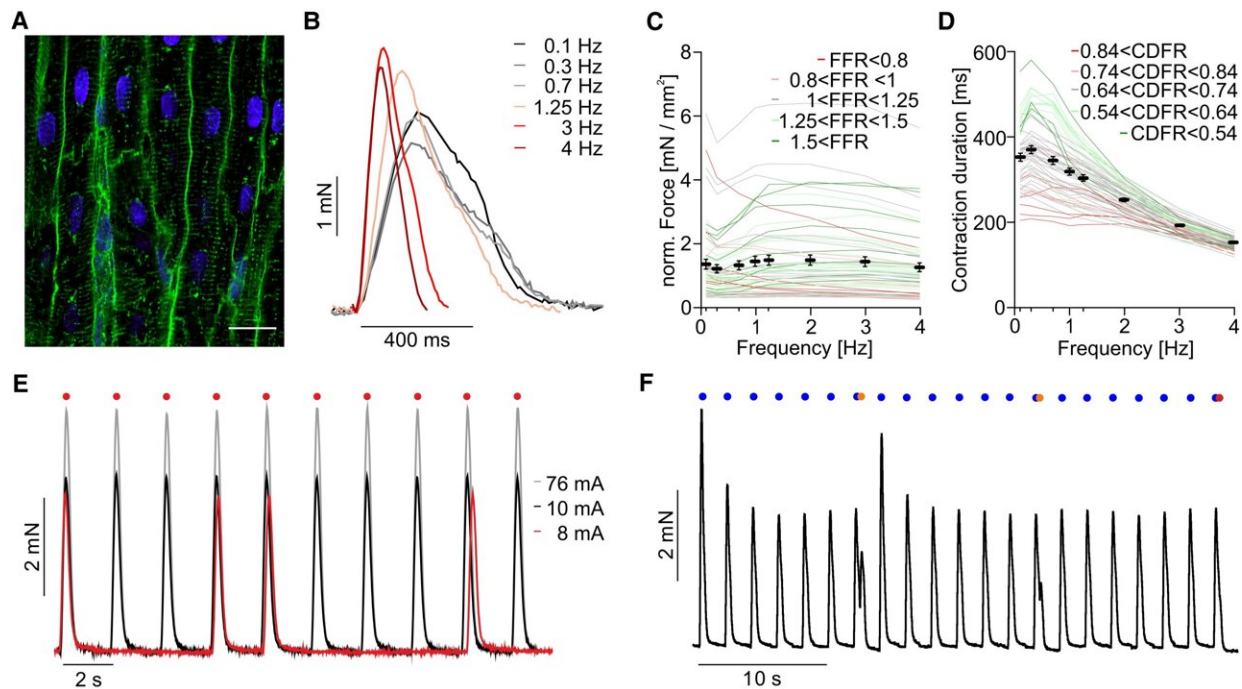 A
B
0.1 Hz
0.3 Hz
0.7 Hz
1.25 Hz
3 Hz
4 Hz
1 mN
400 ms
C
norm. Force [mN / mm²]
8
6
4
2
0
FFR<0.8
0.8<FFR <1
1<FFR<1.25
1.25<FFR<1.5
1.5<FFR
0 1 2 3 4
Frequency [Hz]
D
Contraction duration [ms]
600
400
200
0
0.84<CDFR
0.74<CDFR<0.84
0.64<CDFR<0.74
0.54<CDFR<0.64
CDFR<0.54
0 1 2 3 4
Frequency [Hz]
E
76 mA
10 mA
8 mA
2 mN
2 s
F
2 mN
10 s